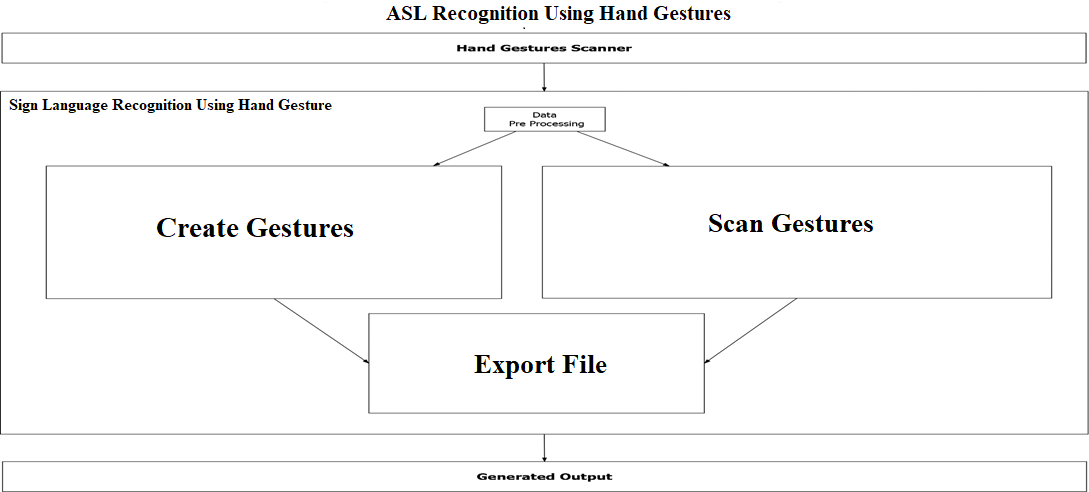 ASL Recognition Using Hand Gestures
Hand Gestures Scanner
Sign Language Recognition Using Hand Gesture
Data
Pre Processing
Create Gestures
Scan Gestures
Export File
Generated Output